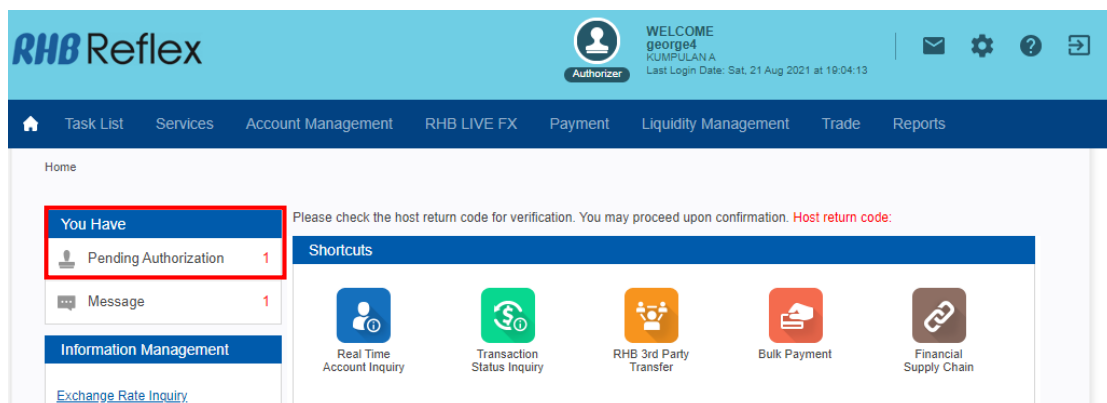 RHB Reflex
Authorizer
WELCOME
george4
KUMPULAN A
Last Login Date: Sat, 21 Aug 2021 at 19:04:13
Task List Services Account Management RHB LIVE FX Payment Liquidity Management Trade Reports
Home
You Have
Pending Authorization 1
Message 1
Information Management
Exchange Rate Inquiry
Please check the host return code for verification. You may proceed upon confirmation. Host return code:
Shortcuts
Real Time
Account Inquiry
Transaction
Status Inquiry
RHB 3rd Party
Transfer
Bulk Payment
Financial
Supply Chain